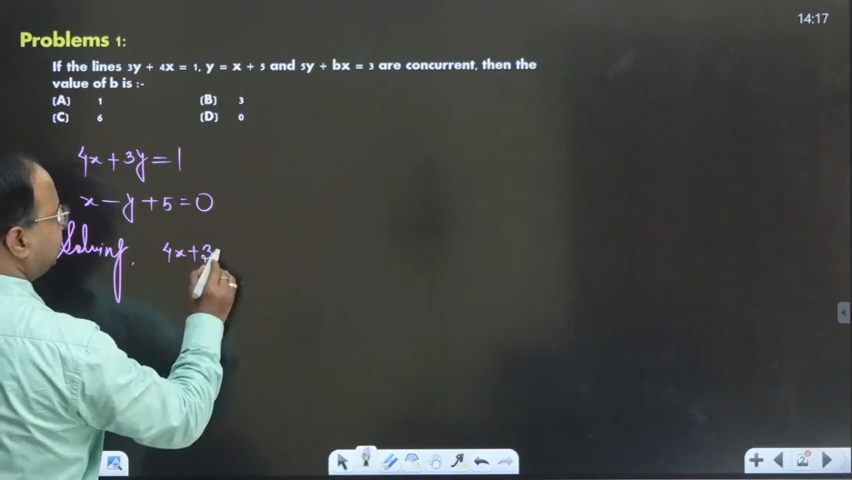 14:17
Problems 1:
If the lines 3y + 4x = 1, y = x + 5 and 5y + bx = 3 are concurrent, then the
value of b is :-
(A) 1 (B) 3
(C) 6 (D) 0
4x + 3y = 1
x - y + 5 = 0
Solving, 4x + 3